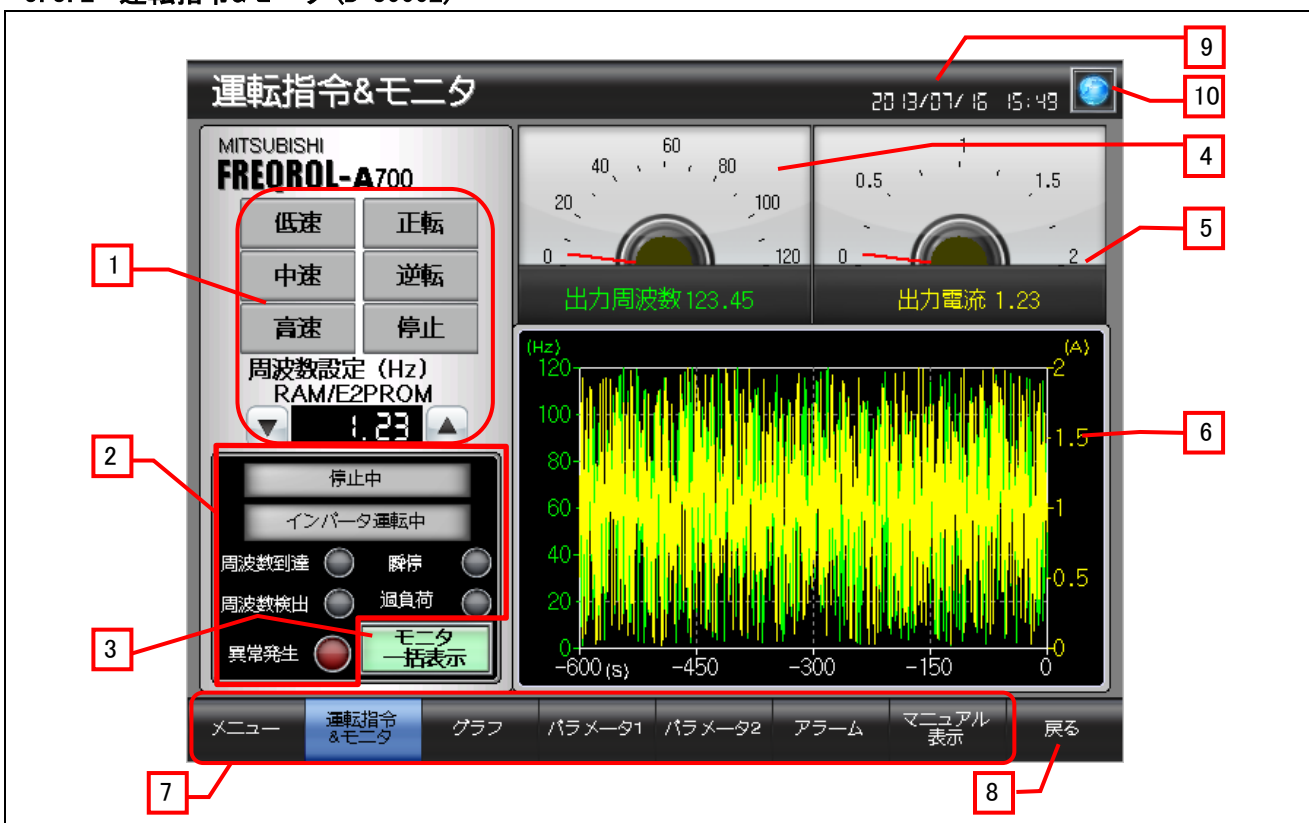 運転指令&モニタ
2013/07/16 15:49
MITSUBISHI
FREQROL-A700
低速 正転
中速 逆転
高速 停止
周波数設定 (Hz)
RAM/E2PROM
▼ 1.23 ▲
停止中
インバータ運転中
周波数到達 瞬停
周波数検出 過負荷
異常発生
モニタ
一括表示
0 20 40 60 80 100 120
出力周波数 123.45
0 0.5 1 1.5 2
出力電流 1.23
(Hz) (A)
120 2
100
80 1.5
60 1
40
20 0.5
0 0
-600(s) -450 -300 -150 0
メニュー
運転指令
&モニタ
グラフ
パラメータ1
パラメータ2
アラーム
マニュアル
表示
戻る
1
2
3
4
5
6
7
8
9
10